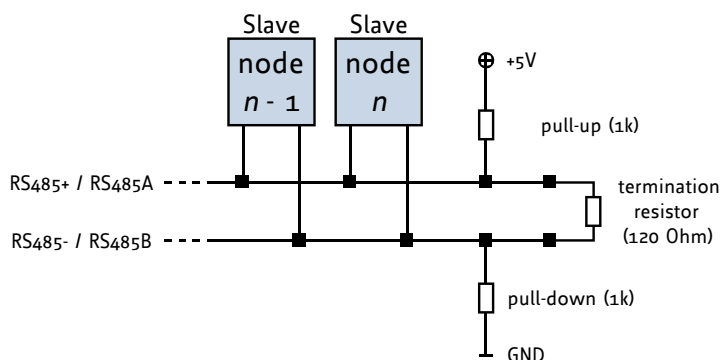 Slave
Slave
node
n - 1
node
n
+5V
pull-up (1k)
RS485+ / RS485A
termination
resistor
(120 Ohm)
RS485- / RS485B
pull-down (1k)
GND